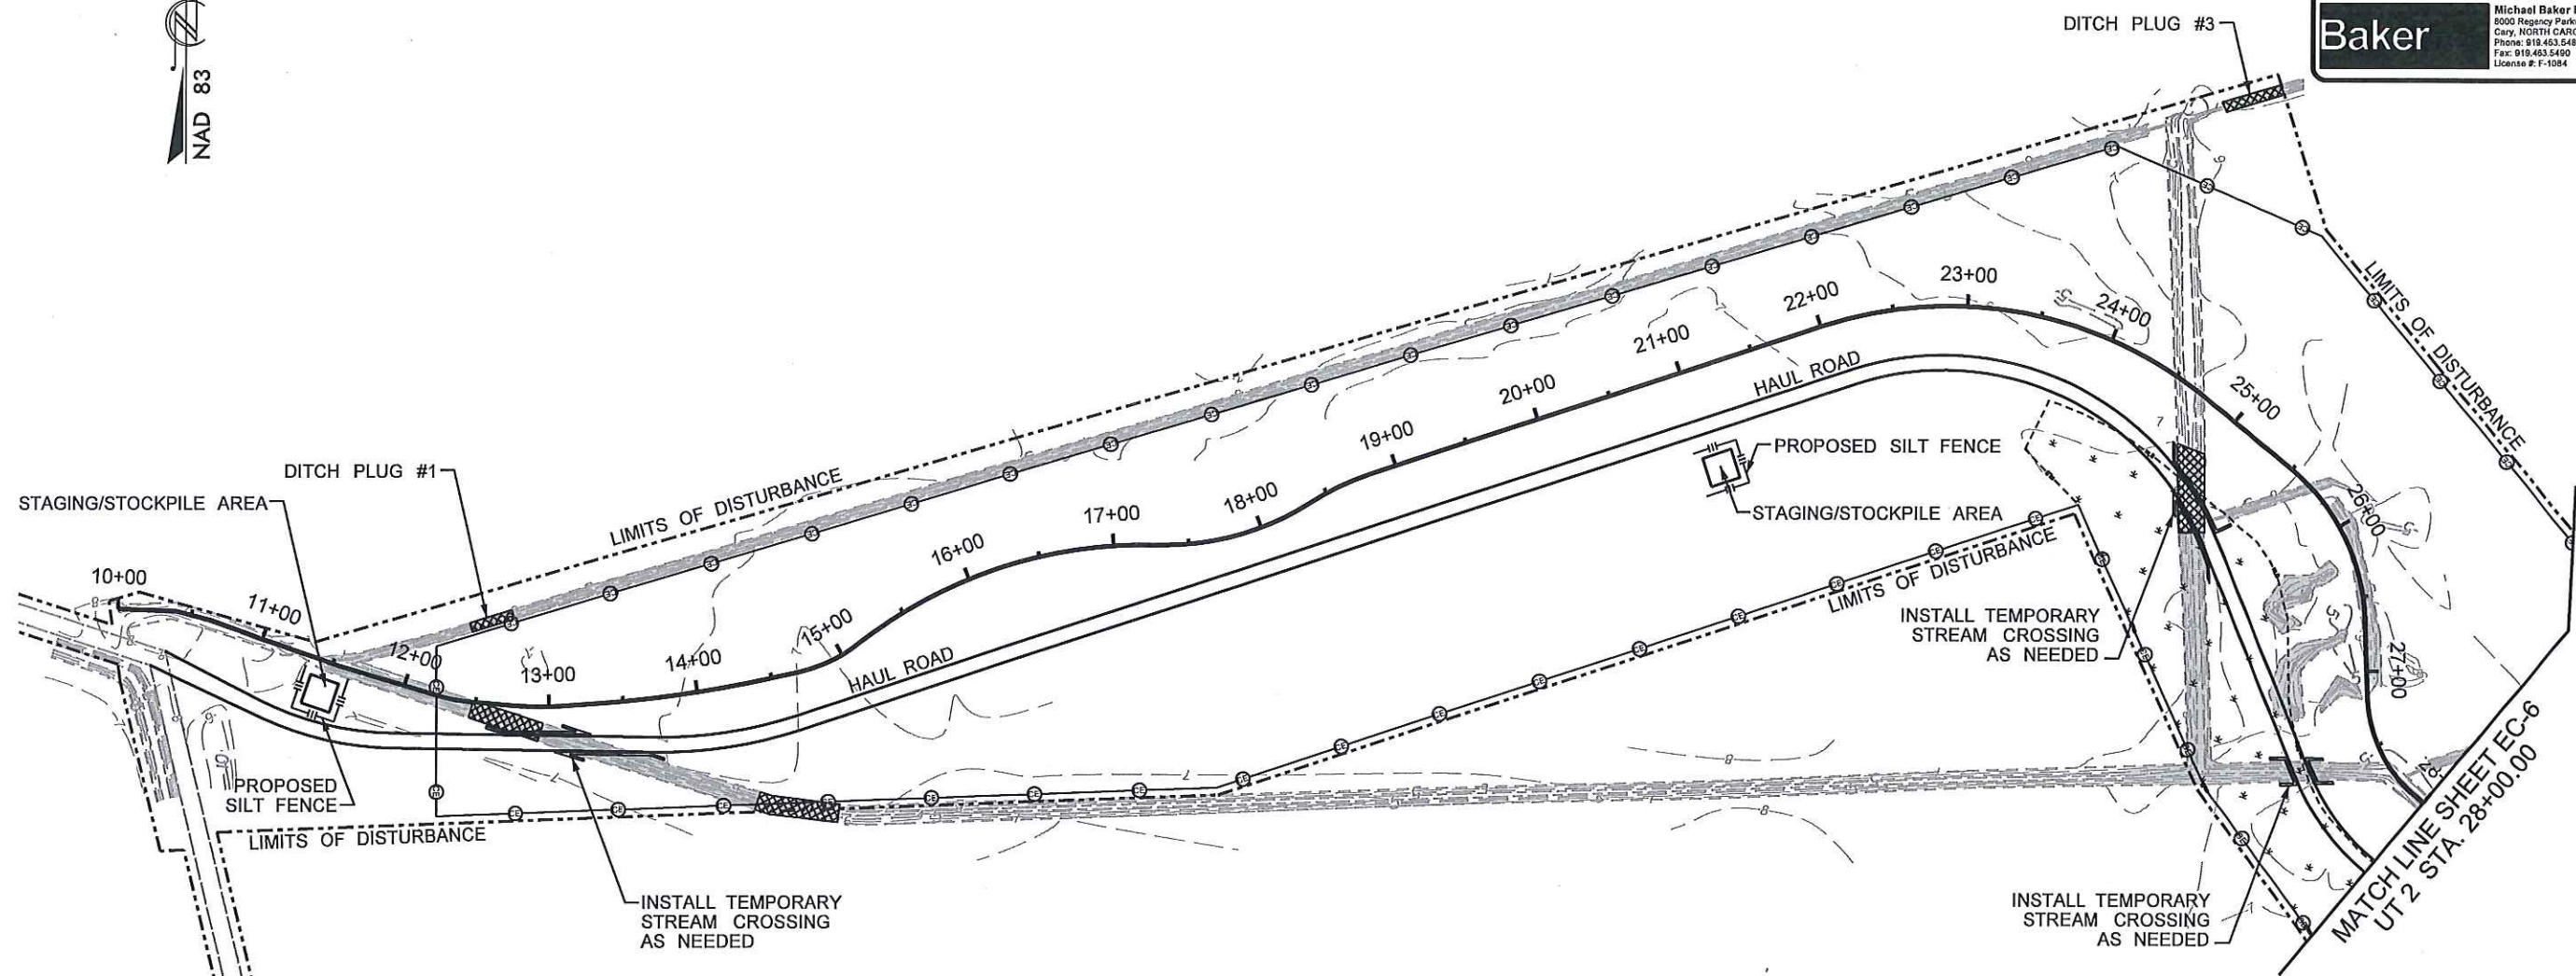 NAD 83
DITCH PLUG #3
Baker
Michael Baker
8000 Regency
Cary, NORTH
Phone: 919.463.548
Fax: 919.463.5490
License #: F-1084
DITCH PLUG #1
STAGING/STOCKPILE AREA
LIMITS OF DISTURBANCE
10+00
11+00
12+00
13+00
14+00
15+00
16+00
17+00
18+00
19+00
20+00
21+00
22+00
23+00
24+00
25+00
26+00
27+00
HAUL ROAD
HAUL ROAD
PROPOSED SILT FENCE
STAGING/STOCKPILE AREA
LIMITS OF DISTURBANCE
LIMITS OF DISTURBANCE
INSTALL TEMPORARY
STREAM CROSSING
AS NEEDED
PROPOSED
SILT FENCE
LIMITS OF DISTURBANCE
INSTALL TEMPORARY
STREAM CROSSING
AS NEEDED
INSTALL TEMPORARY
STREAM CROSSING
AS NEEDED
MATCH LINE SHEET EC-6
UT 2 STA. 28+00.00